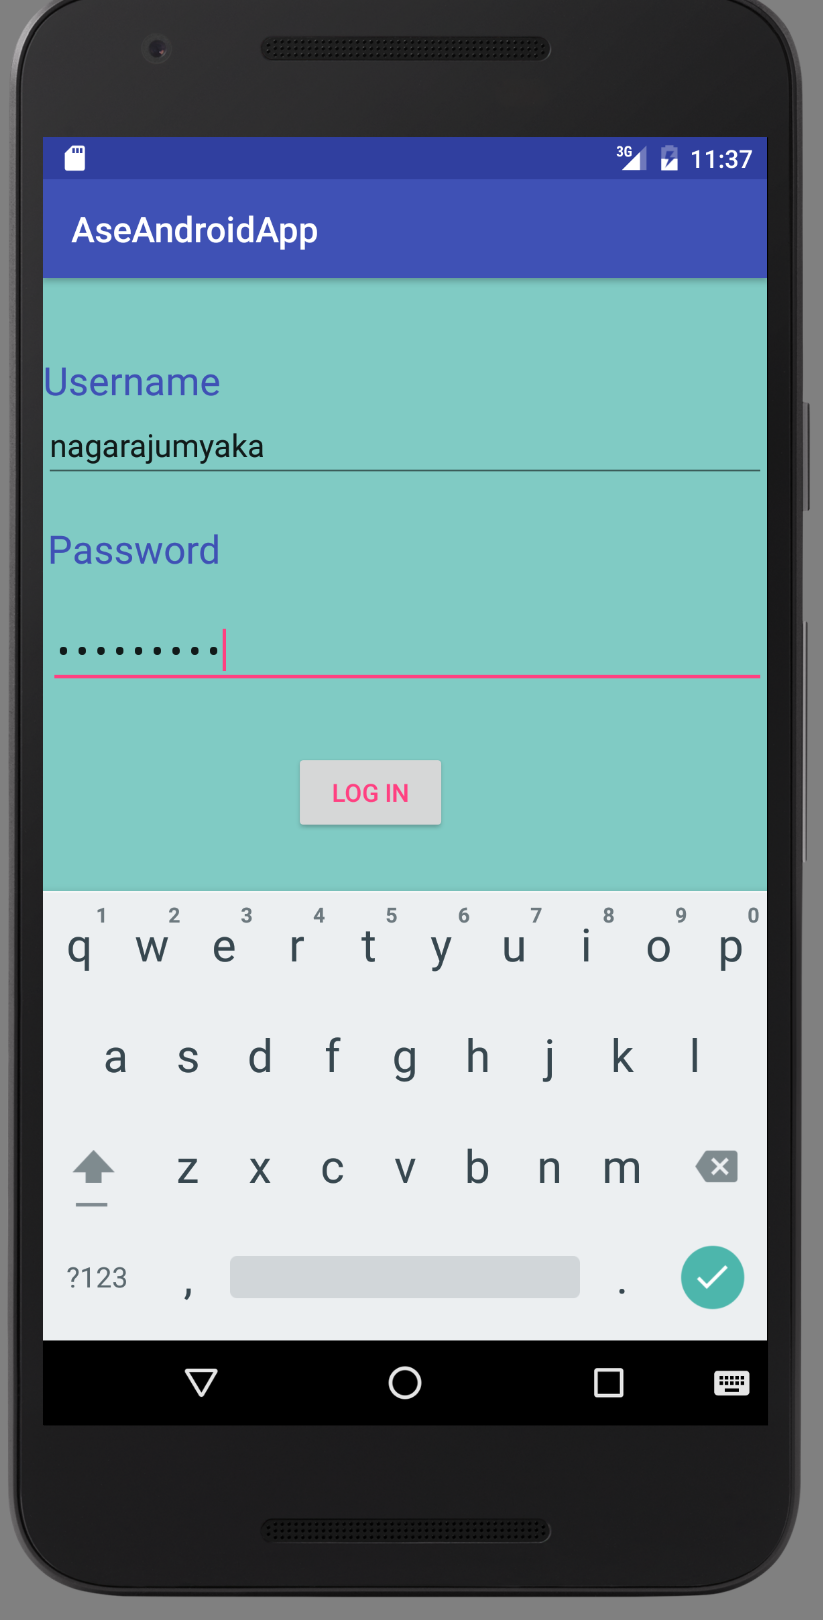 3G 11:37
AseAndroidApp
Username
nagarajumyaka
Password
•••••••••
LOG IN
1 2 3 4 5 6 7 8 9 0
q w e r t y u i o p
a s d f g h j k l
z x c v b n m
?123 , .